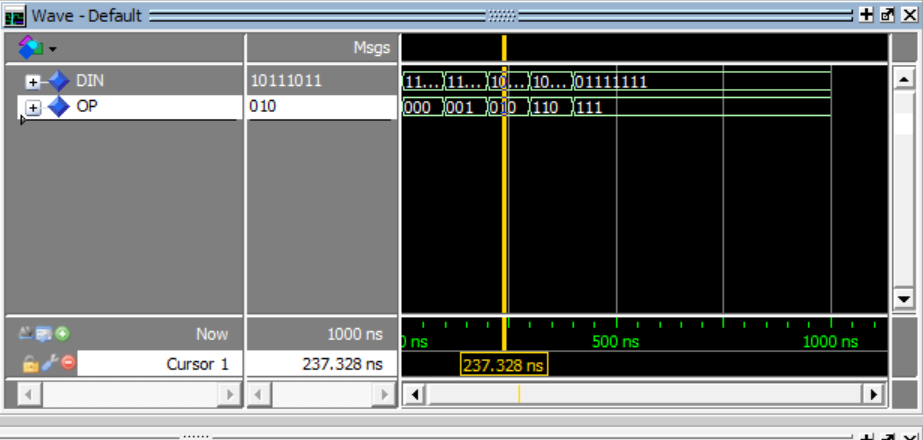 Wave - Default
Msgs
DIN 10111011 11... 11... 10... 10... 01111111
OP 010 000 001 010 110 111
Now 1000 ns ns 500 ns 1000 ns
Cursor 1 237.328 ns 237.328 ns